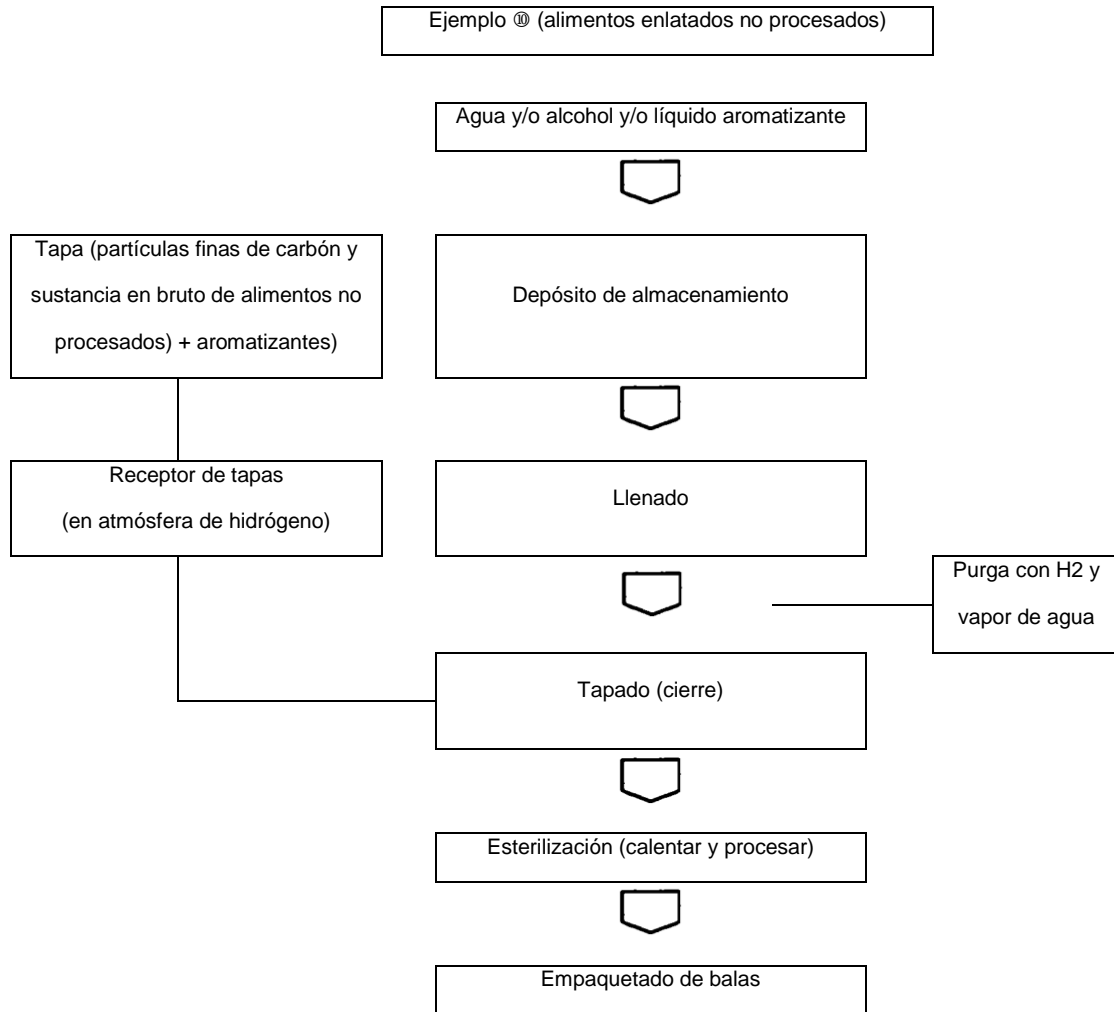 Ejemplo ⑩ (alimentos enlatados no procesados)
Agua y/o alcohol y/o líquido aromatizante
Tapa (partículas finas de carbón y
sustancia en bruto de alimentos no
procesados) + aromatizantes)
Depósito de almacenamiento
Receptor de tapas
(en atmósfera de hidrógeno)
Llenado
Purga con H2 y
vapor de agua
Tapado (cierre)
Esterilización (calentar y procesar)
Empaquetado de balas